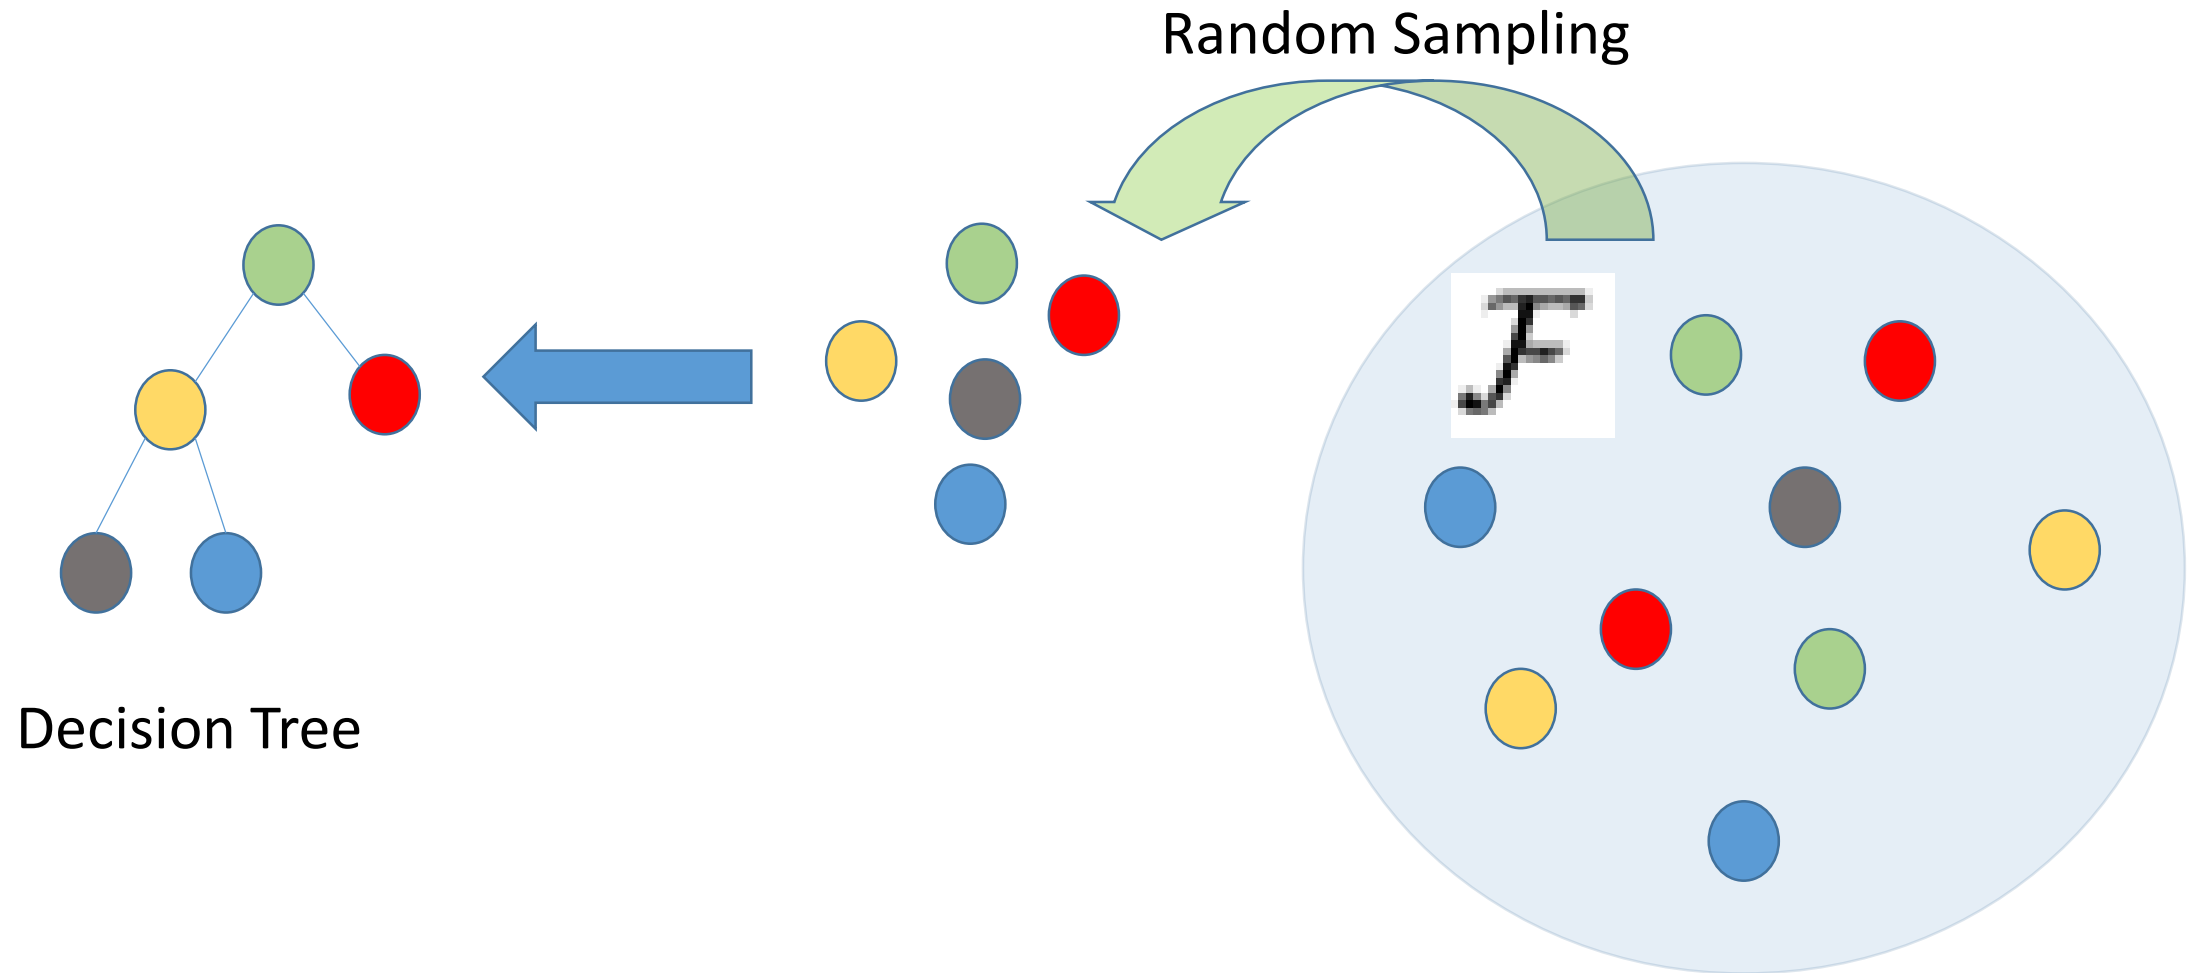 Random Sampling
ℱ
Decision Tree